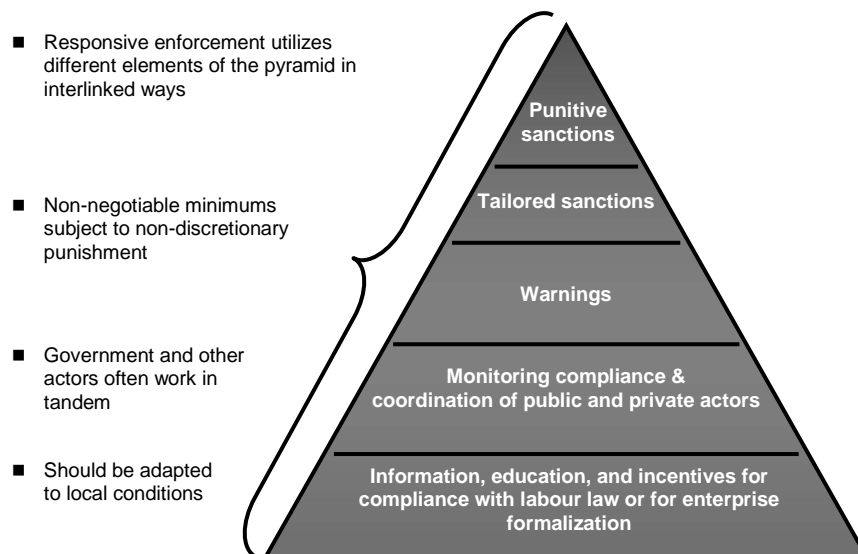 ■ Responsive enforcement utilizes
different elements of the pyramid in
interlinked ways
■ Non-negotiable minimums
subject to non-discretionary
punishment
■ Government and other
actors often work in
tandem
■ Should be adapted
to local conditions
Punitive
sanctions
Tailored sanctions
Warnings
Monitoring compliance &
coordination of public and private actors
Information, education, and incentives for
compliance with labour law or for enterprise
formalization